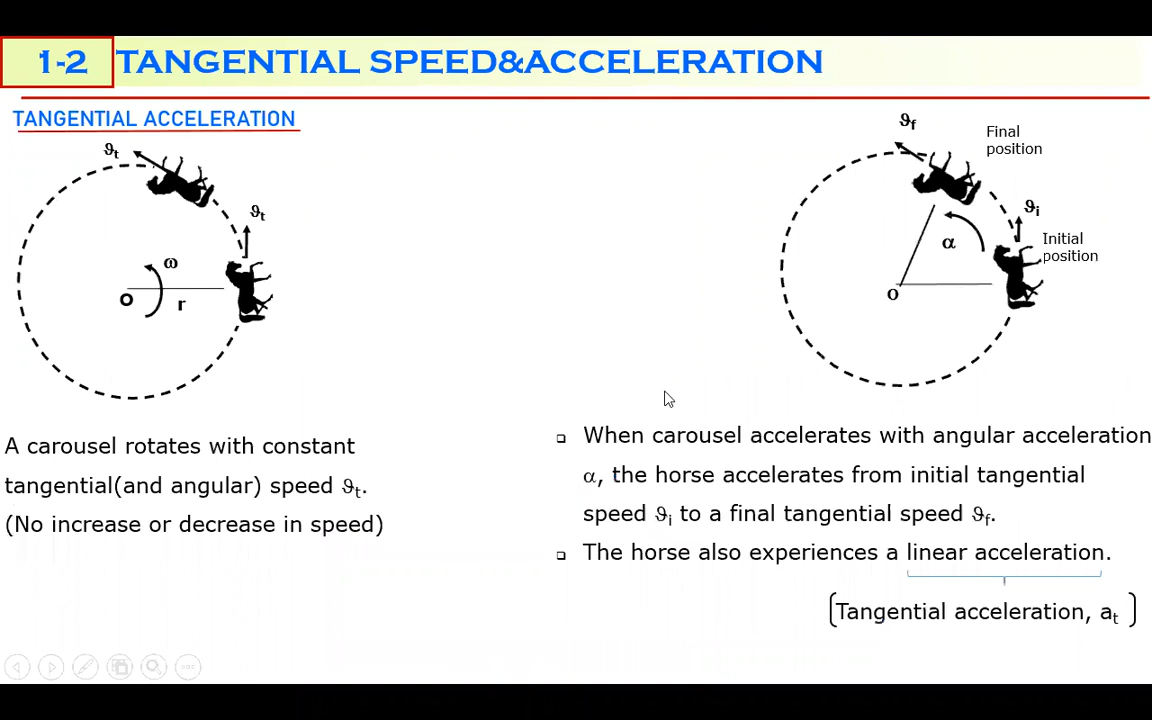 1-2 TANGENTIAL SPEED&ACCELERATION
TANGENTIAL ACCELERATION
ϑt
ϑt
ω
O
r
A carousel rotates with constant
tangential(and angular) speed ϑt.
(No increase or decrease in speed)
ϑf
Final
position
ϑi
Initial
position
α
O
When carousel accelerates with angular acceleration
α, the horse accelerates from initial tangential
speed ϑi to a final tangential speed ϑf.
The horse also experiences a linear acceleration.
(Tangential acceleration, at)